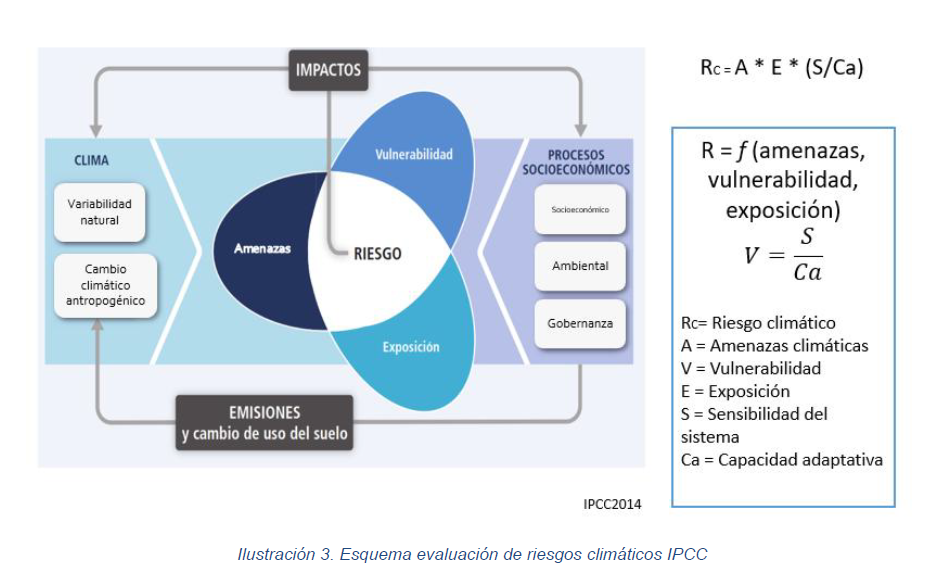 IMPACTOS
CLIMA
Variabilidad
natural
Cambio
climático
antropogénico
Vulnerabilidad
Amenazas
RIESGO
Exposición
PROCESOS
SOCIOECONÓMICOS
Socioeconómico
Ambiental
Gobernanza
EMISIONES
y cambio de uso del suelo
IPCC2014
RC = A * E * (S/Ca)
R = f (amenazas,
vulnerabilidad,
exposición)
V = S/Ca
RC= Riesgo climático
A = Amenazas climáticas
V = Vulnerabilidad
E = Exposición
S = Sensibilidad del
sistema
Ca = Capacidad adaptativa
Ilustración 3. Esquema evaluación de riesgos climáticos IPCC